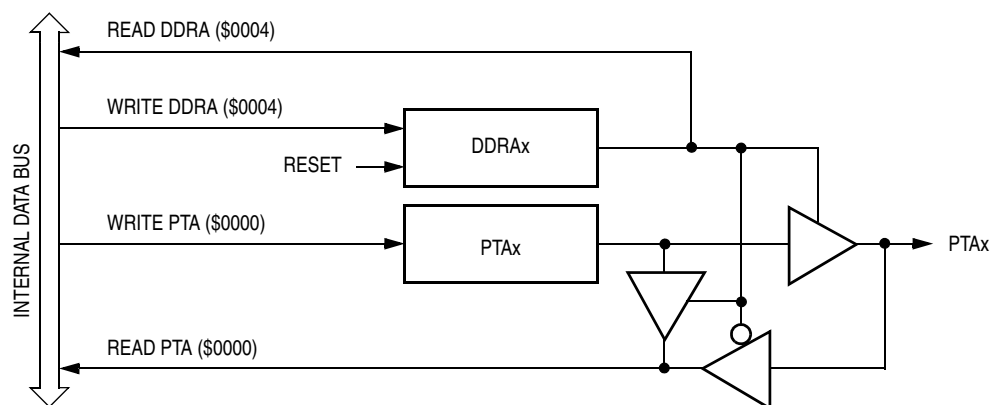 READ DDRA ($0004)
WRITE DDRA ($0004)
DDRAx
RESET
WRITE PTA ($0000)
PTAx
PTAx
READ PTA ($0000)
INTERNAL DATA BUS